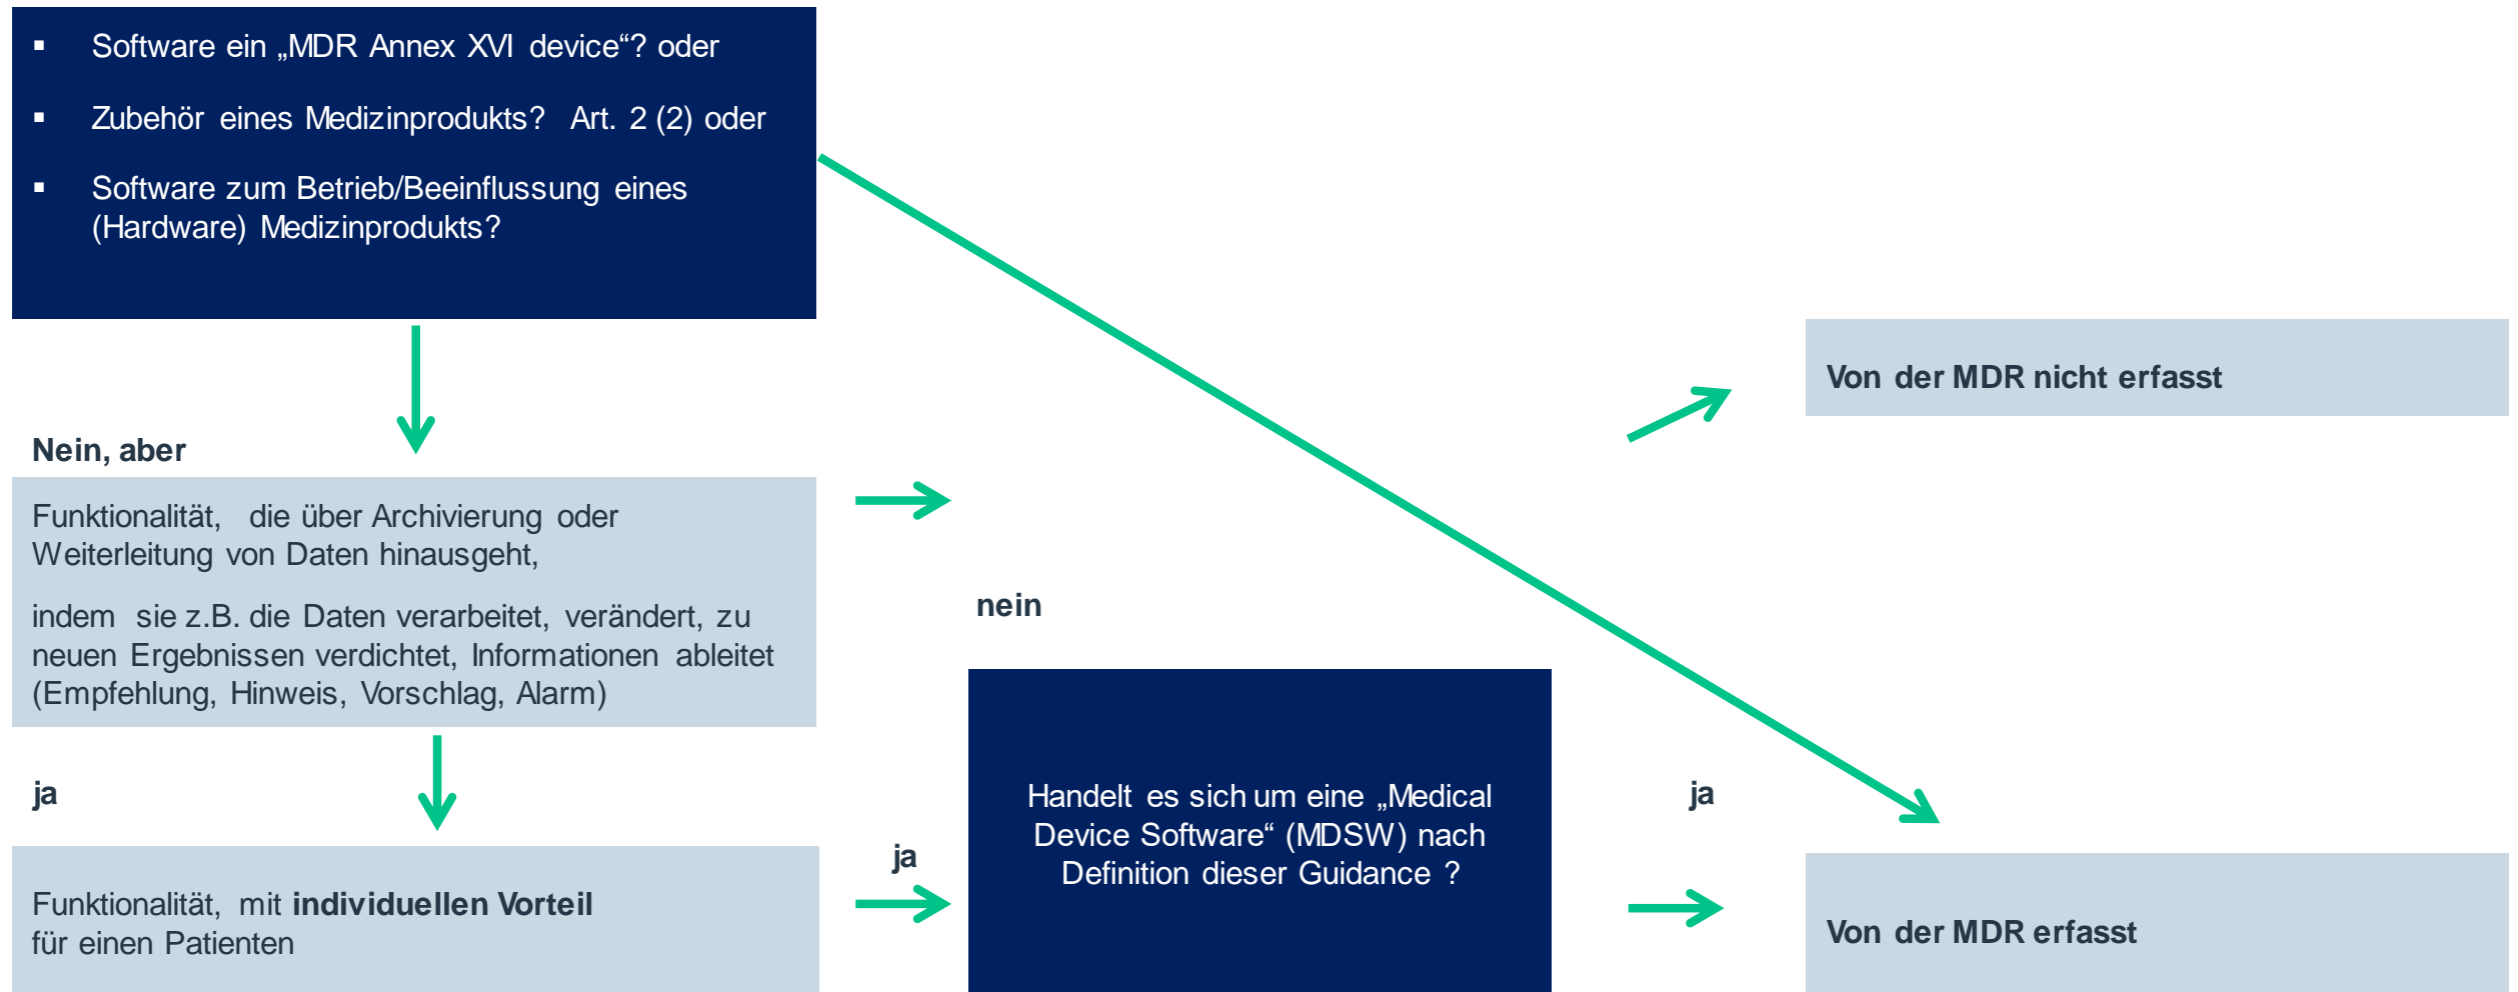 ▪ Software ein „MDR Annex XVI device“? oder
▪ Zubehör eines Medizinprodukts? Art. 2 (2) oder
▪ Software zum Betrieb/Beeinflussung eines
(Hardware) Medizinprodukts?
Von der MDR nicht erfasst
Nein, aber
Funktionalität, die über Archivierung oder
Weiterleitung von Daten hinausgeht,
indem sie z.B. die Daten verarbeitet, verändert, zu
neuen Ergebnissen verdichtet, Informationen ableitet
(Empfehlung, Hinweis, Vorschlag, Alarm)
nein
ja
Funktionalität, mit individuellen Vorteil
für einen Patienten
ja
Handelt es sich um eine „Medical
Device Software“ (MDSW) nach
Definition dieser Guidance ?
ja
Von der MDR erfasst